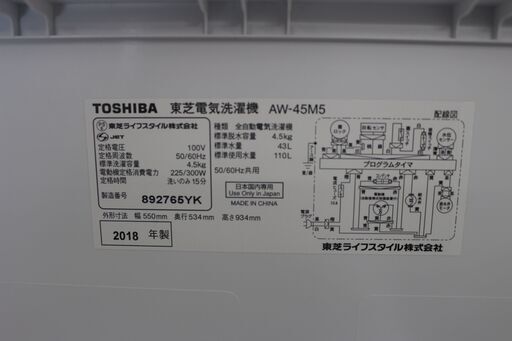 TOSHIBA 東芝電気洗濯機 AW-45M5
東芝ライフスタイル株式会社
JET
定格電圧 100V
定格周波数 50/60Hz
標準洗濯容量 4.5kg
電動機定格消費電力 225/300W
定格時間 洗いのみ15分
製造番号 892765YK
種類 全自動電気洗濯機
標準脱水容量 4.5kg
標準水量 43L
標準使用水量 110L
50/60Hz共用
日本国内専用
Use only in Japan
MADE IN CHINA
外形寸法 幅550mm 奥行534mm 高さ934mm
2018 年製
配線図
プログラムタイマ
東芝ライフスタイル株式会社